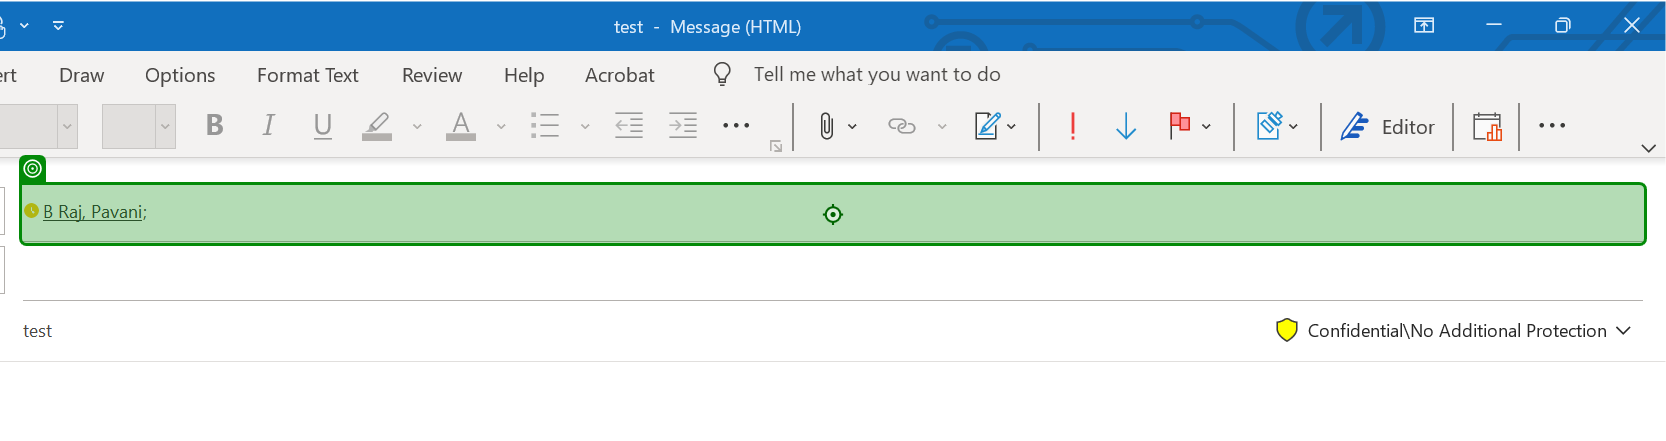 test - Message (HTML)
ert Draw Options Format Text Review Help Acrobat Tell me what you want to do
B I U A Editor
B Raj, Pavani;
test Confidential\No Additional Protection